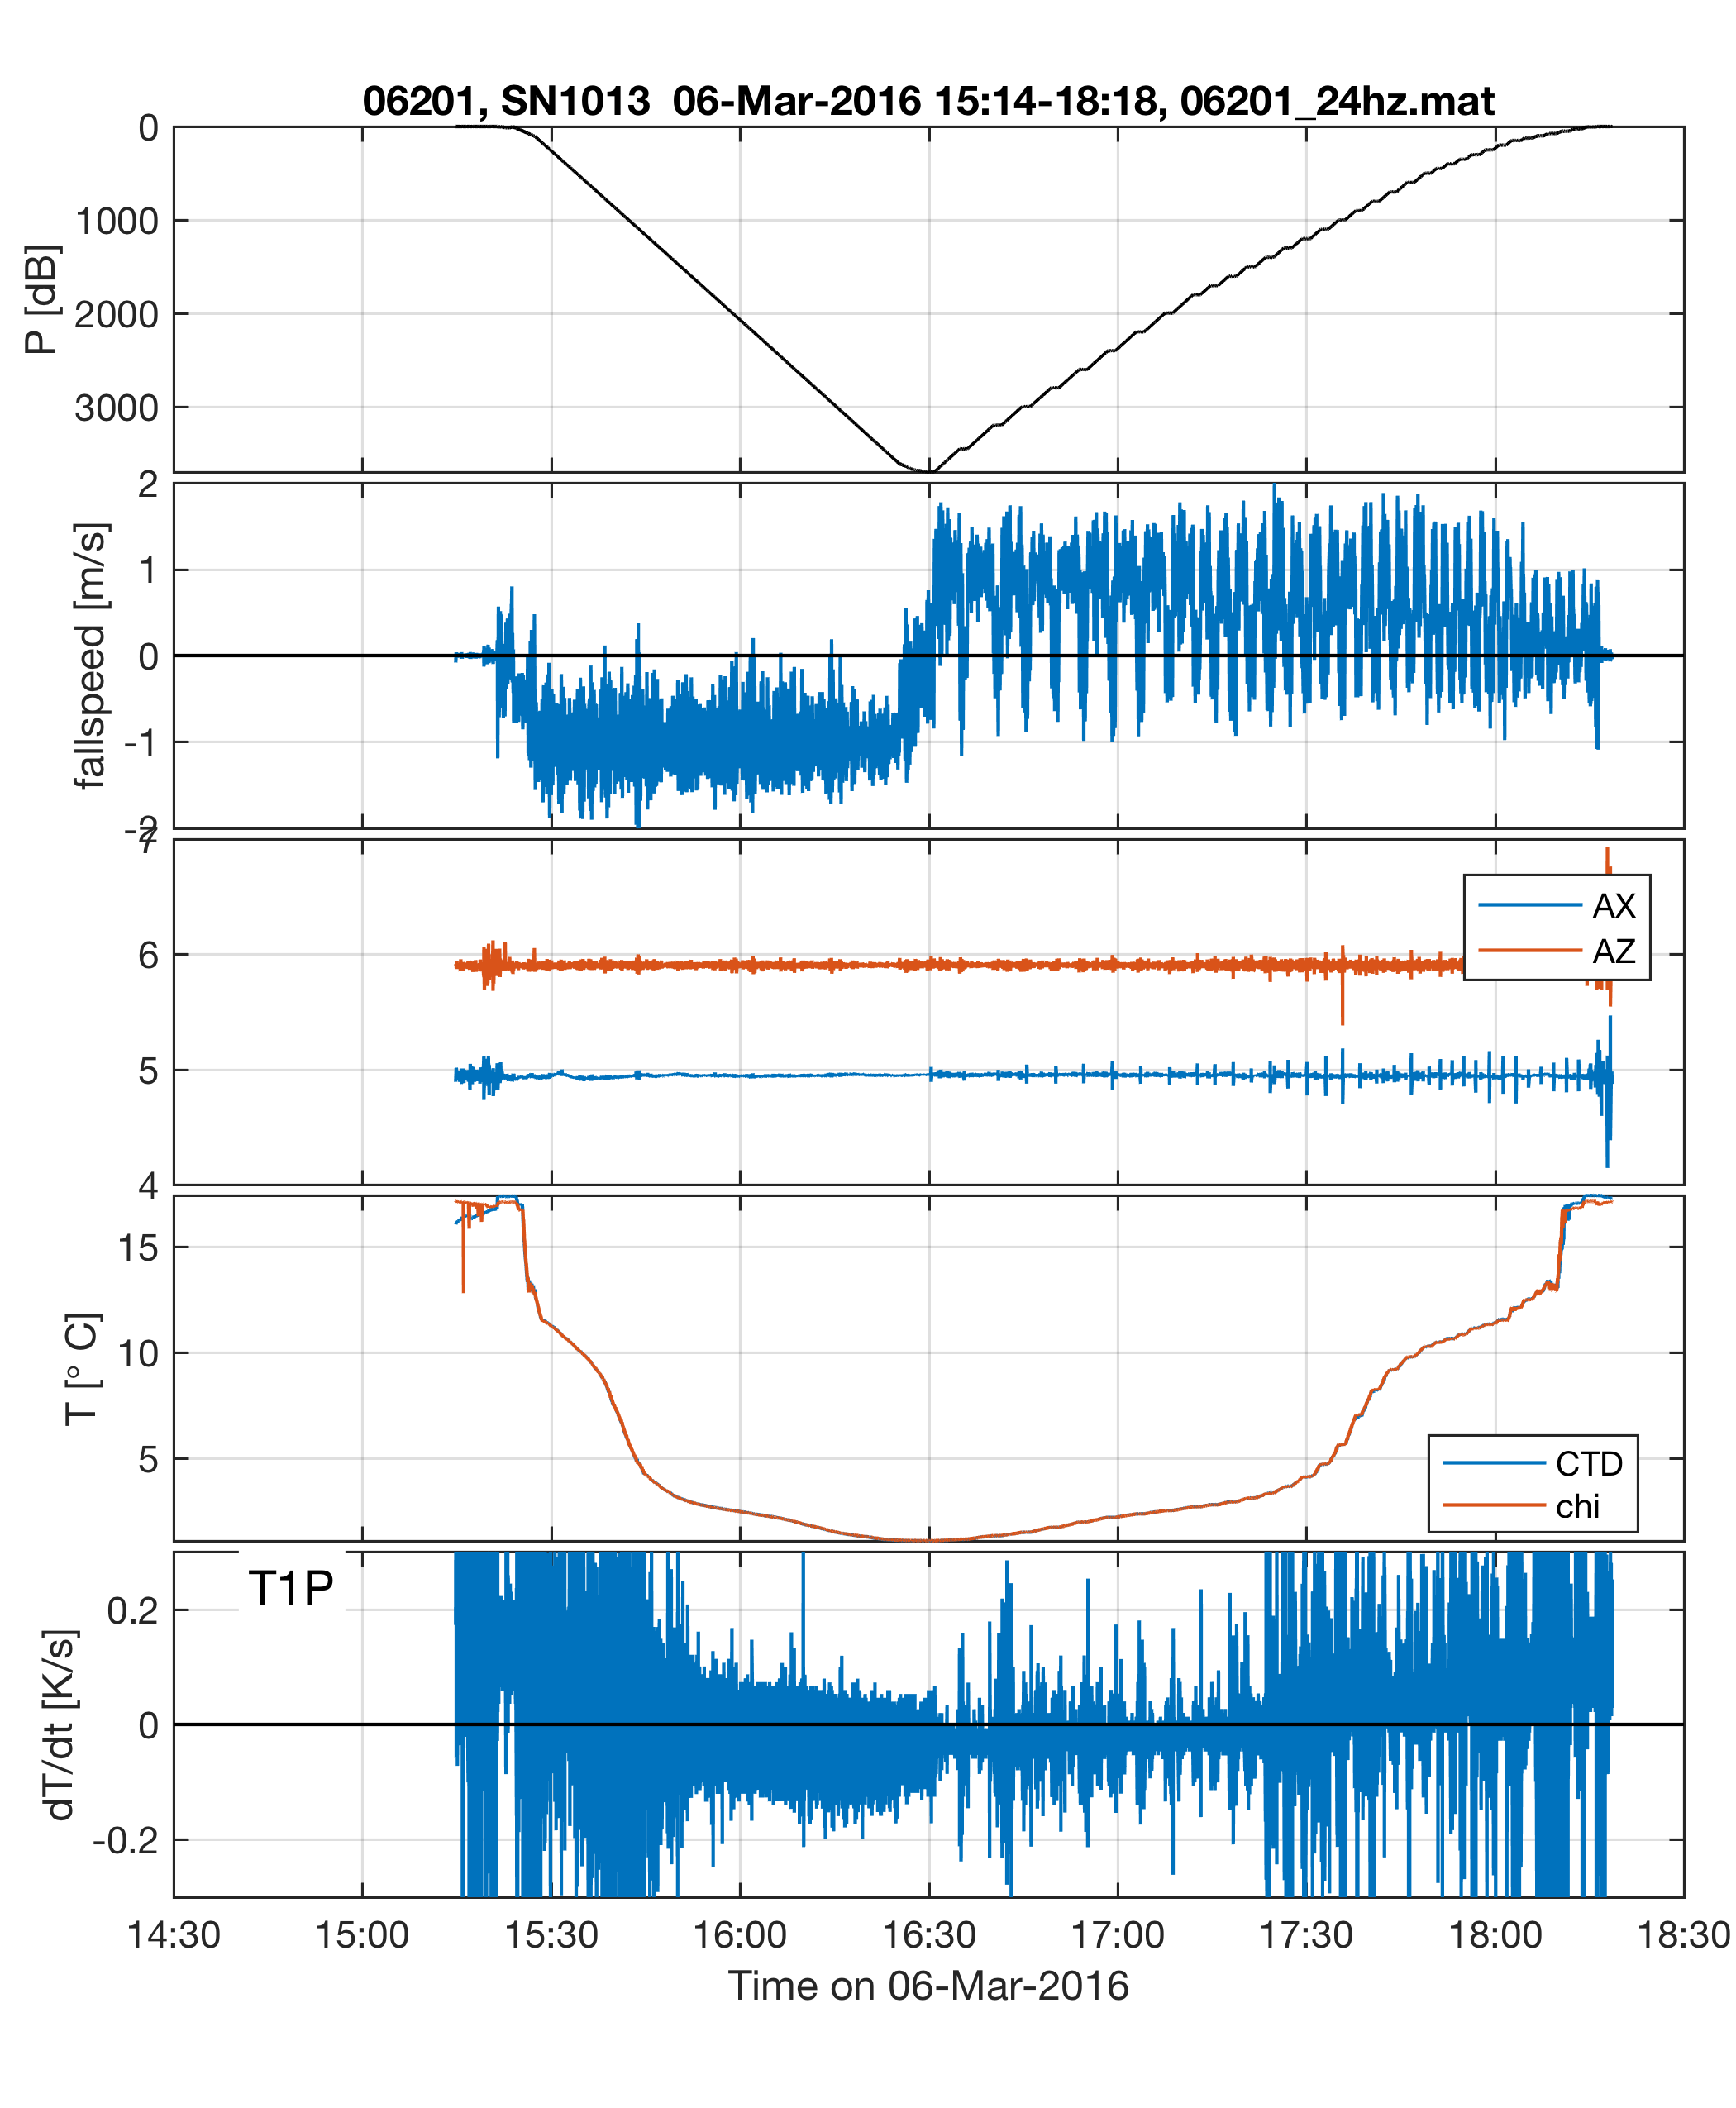 06201, SN1013  06-Mar-2016 15:14-18:18, 06201_24hz.mat
0
1000
2000
3000
P [dB]
2
1
0
-1
-2
fallspeed [m/s]
7
6
5
4
AX
AZ
15
10
5
T [° C]
CTD
chi
T1P
0.2
0
-0.2
dT/dt [K/s]
14:30 15:00 15:30 16:00 16:30 17:00 17:30 18:00 18:30
Time on 06-Mar-2016